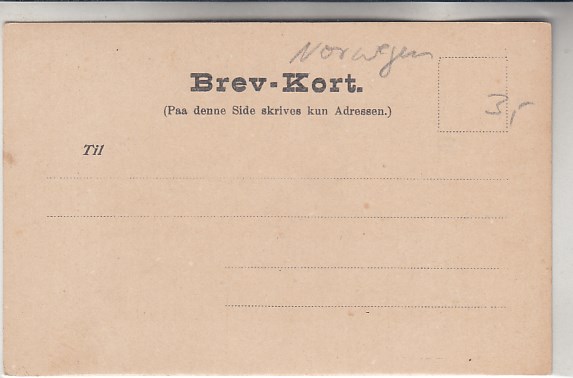 Norwegen
Brev-Kort.
(Paa denne Side skrives kun Adressen.)
3,-
Til